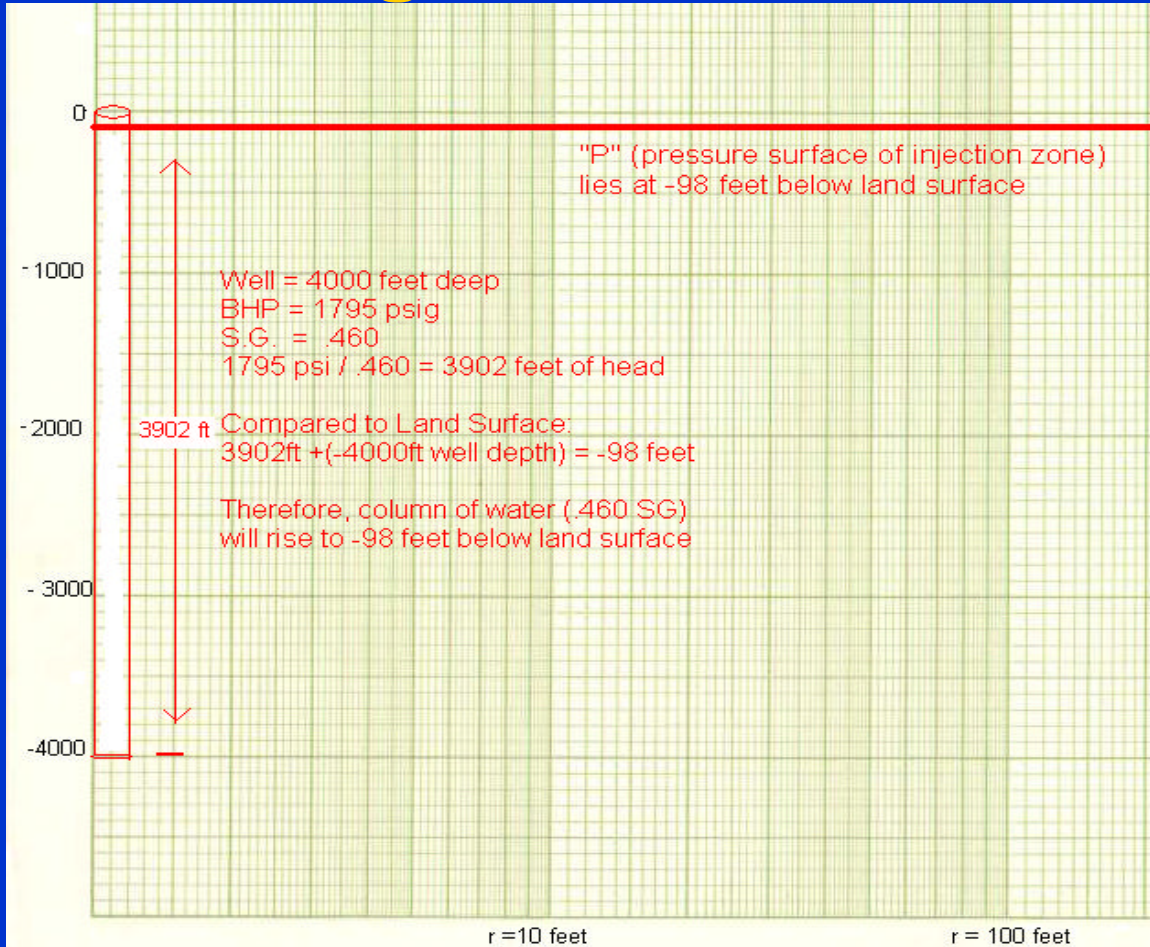 0
"P" (pressure surface of injection zone)
lies at -98 feet below land surface
-1000
Well = 4000 feet deep
BHP = 1795 psig
S.G. = .460
1795 psi / .460 = 3902 feet of head
-2000
3902 ft
Compared to Land Surface:
3902ft +(-4000ft well depth) = -98 feet
Therefore, column of water (.460 SG)
will rise to -98 feet below land surface
- 3000
-4000
r =10 feet
r = 100 feet